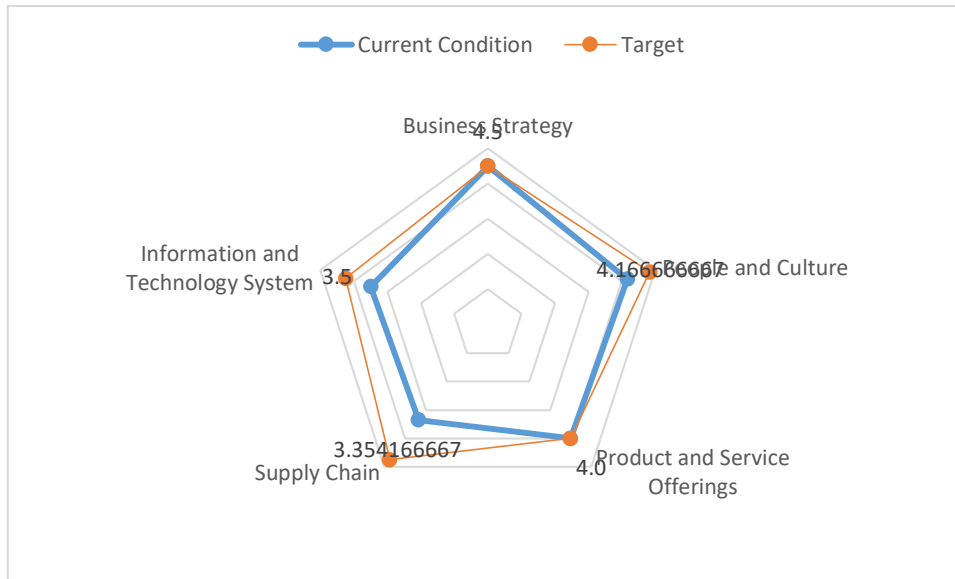 Current Condition
Target
Business Strategy
4.5
People and Culture
4.166666667
Product and Service
Offerings
4.0
Supply Chain
3.354166667
Information and
Technology System
3.5